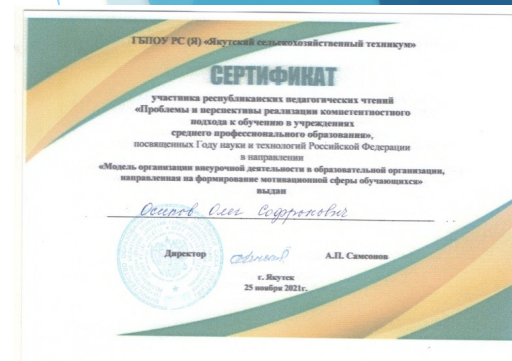 ГБПОУ РС (Я) «Якутский сельскохозяйственный техникум»
СЕРТИФИКАТ
участника республиканских педагогических чтений
«Проблемы и перспективы реализации компетентностного
подхода к обучению в учреждениях
среднего профессионального образования»,
посвященных Году науки и технологий Российской Федерации
в направлении
«Модель организации внеурочной деятельности в образовательной организации,
направленная на формирование мотивационной сферы обучающихся»
выдан
Осипов Олег Софронович
Директор А.П. Самсонов
г. Якутск
25 ноября 2021г.